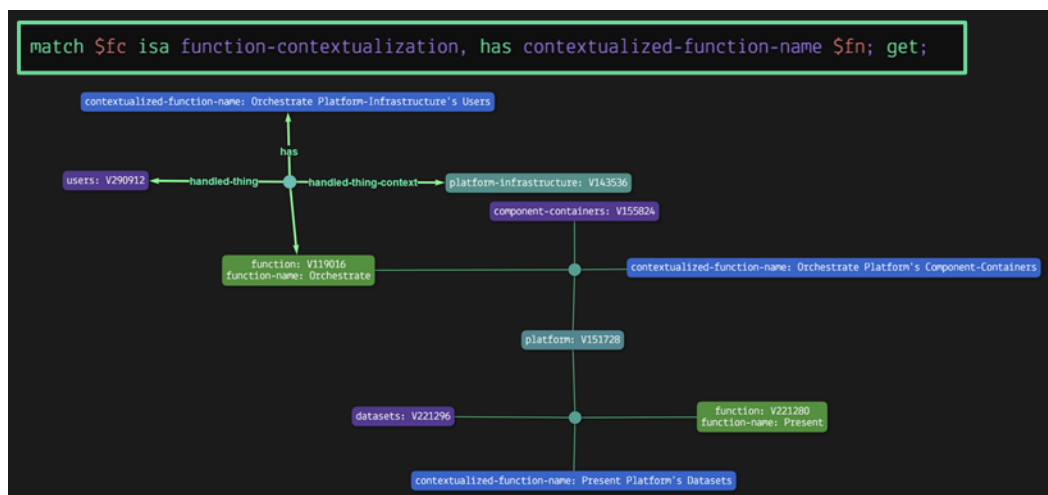 match $fc isa function-contextualization, has contextualized-function-name $fn; get;
contextualized-function-name: Orchestrate Platform-Infrastructure's Users
has
users: V290912
handled-thing
handled-thing-context
platform-infrastructure: V143536
component-containers: V155824
function: V119016
function-name: Orchestrate
contextualized-function-name: Orchestrate Platform's Component-Containers
platform: V151728
datasets: V221296
function: V221280
function-name: Present
contextualized-function-name: Present Platform's Datasets